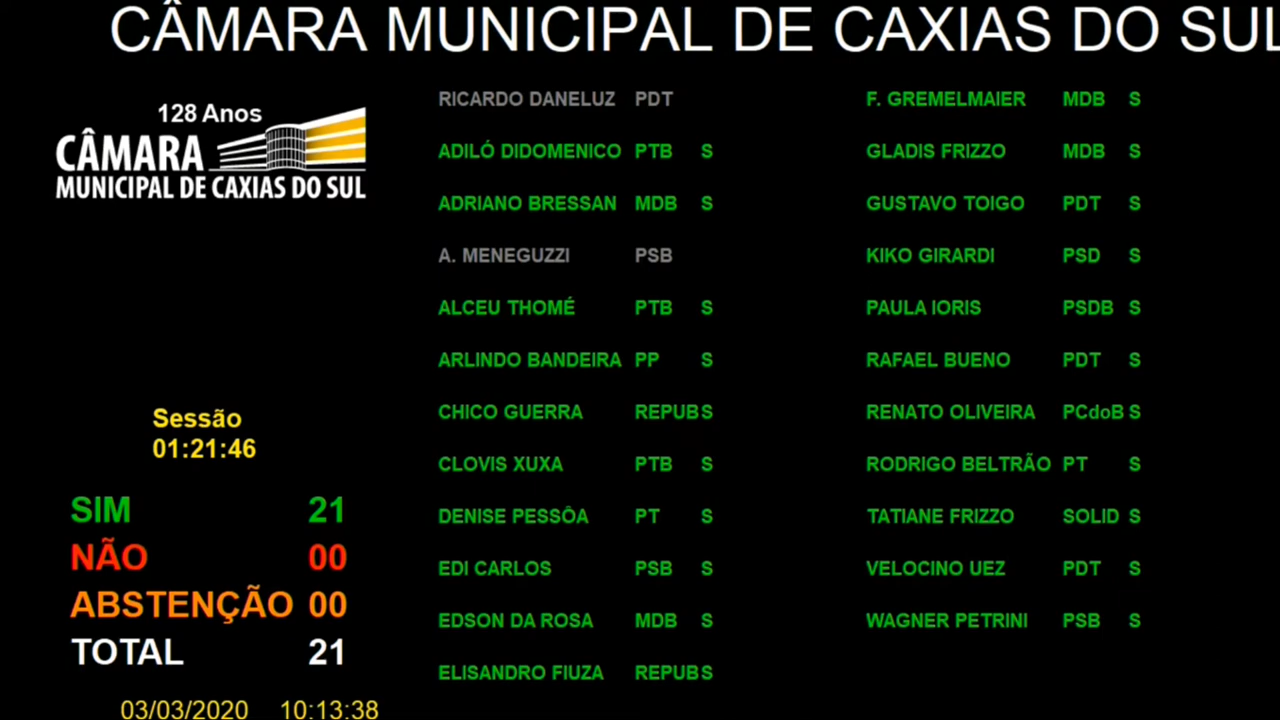 CÂMARA MUNICIPAL DE CAXIAS DO SUL
128 Anos
CÂMARA
MUNICIPAL DE CAXIAS DO SUL
Sessão
01:21:46
SIM 21
NÃO 00
ABSTENÇÃO 00
TOTAL 21
03/03/2020 10:13:38
RICARDO DANELUZ PDT
ADILÓ DIDOMENICO PTB S
ADRIANO BRESSAN MDB S
A. MENEGUZZI PSB
ALCEU THOMÉ PTB S
ARLINDO BANDEIRA PP S
CHICO GUERRA REPUB S
CLOVIS XUXA PTB S
DENISE PESSÔA PT S
EDI CARLOS PSB S
EDSON DA ROSA MDB S
ELISANDRO FIUZA REPUB S
F. GREMELMAIER MDB S
GLADIS FRIZZO MDB S
GUSTAVO TOIGO PDT S
KIKO GIRARDI PSD S
PAULA IORIS PSDB S
RAFAEL BUENO PDT S
RENATO OLIVEIRA PCdoB S
RODRIGO BELTRÃO PT S
TATIANE FRIZZO SOLID S
VELOCINO UEZ PDT S
WAGNER PETRINI PSB S